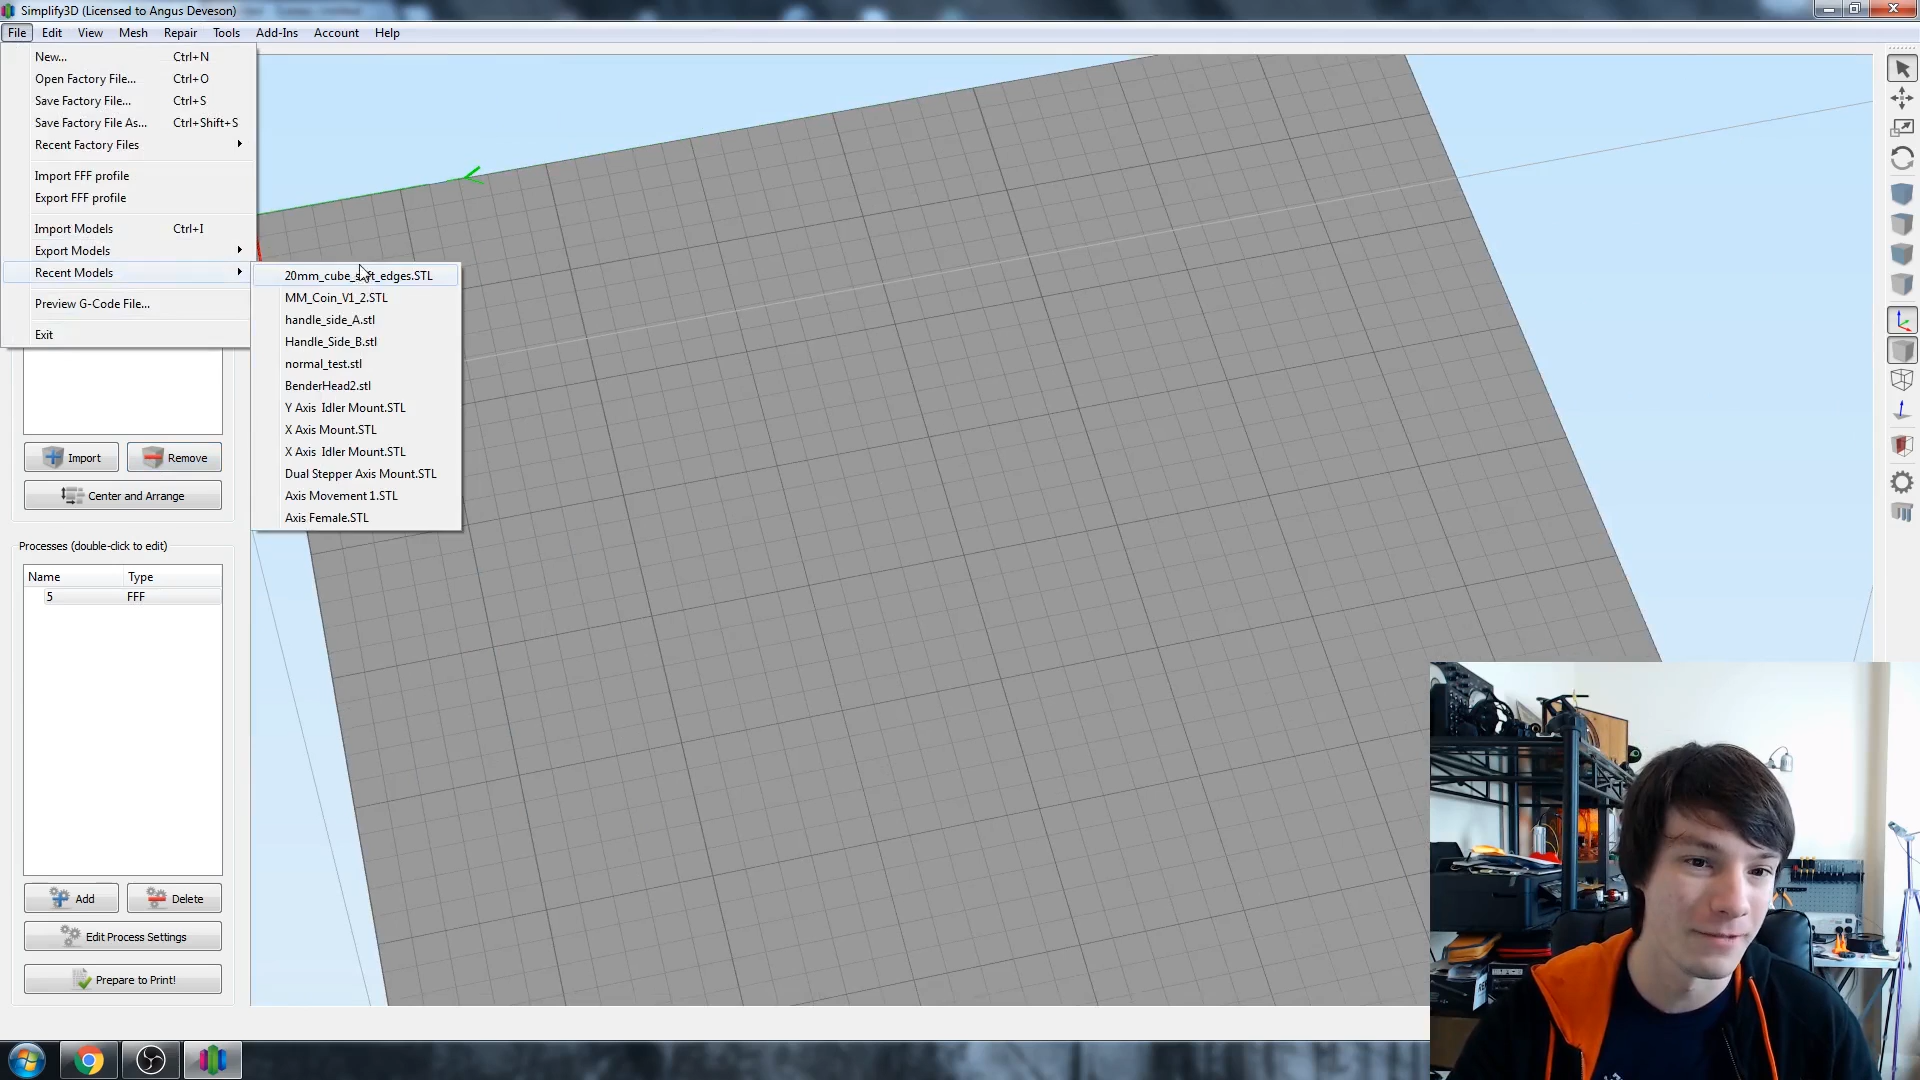 Simplify3D (Licensed to Angus Deveson)
File Edit View Mesh Repair Tools Add-Ins Account Help
New... Ctrl+N
Open Factory File... Ctrl+O
Save Factory File... Ctrl+S
Save Factory File As... Ctrl+Shift+S
Recent Factory Files
Import FFF profile
Export FFF profile
Import Models Ctrl+I
Export Models
Recent Models
Preview G-Code File...
Exit
MM_Coin_V1_2.STL
handle_side_A.stl
Handle_Side_B.stl
normal_test.stl
BenderHead2.stl
Y Axis  Idler Mount.STL
X Axis Mount.STL
X Axis  Idler Mount.STL
Dual Stepper Axis Mount.STL
Axis Movement 1.STL
Axis Female.STL
Import Remove
Center and Arrange
Processes (double-click to edit)
Name Type
5 FFF
Add Delete
Edit Process Settings
Prepare to Print!